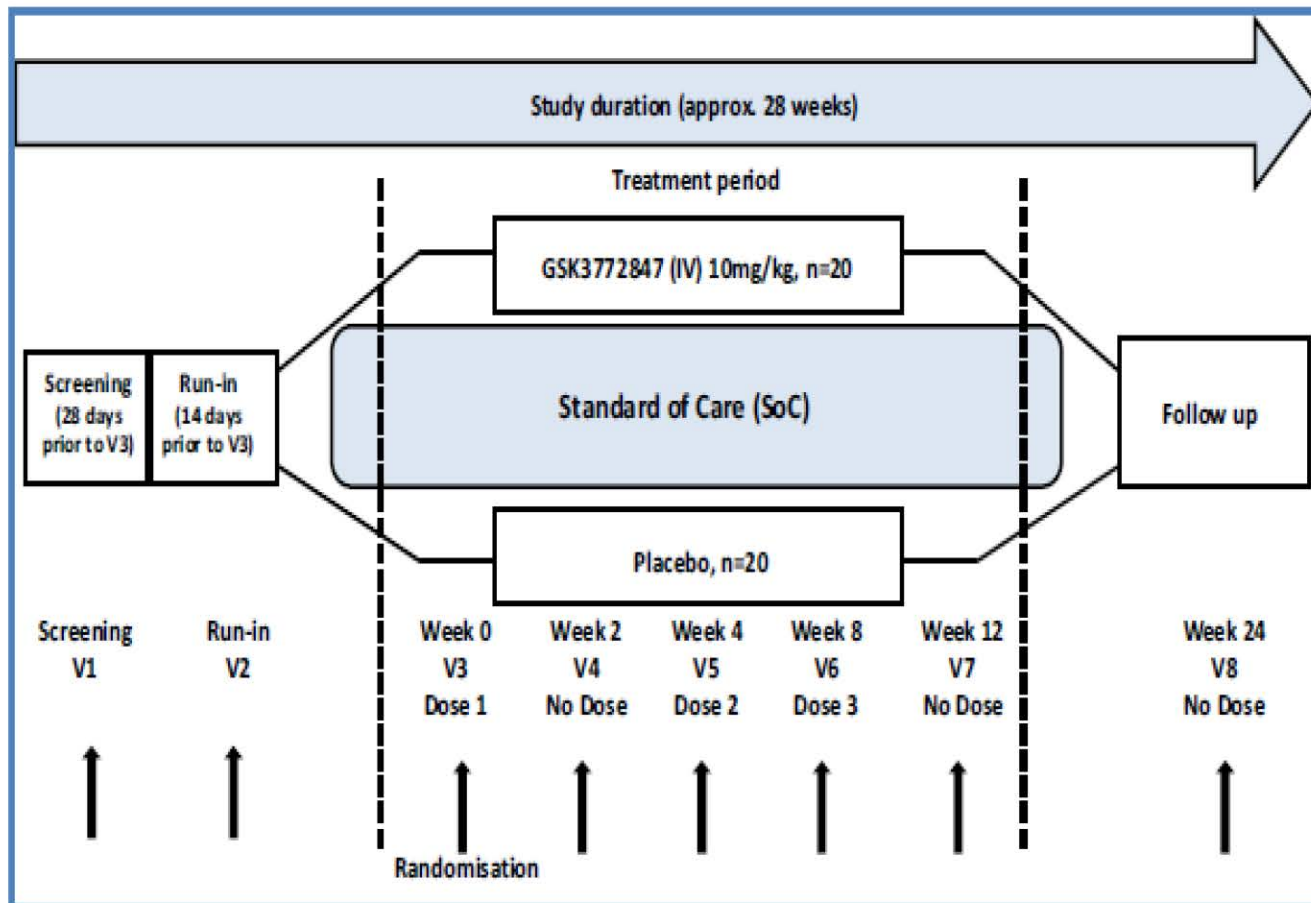 Study duration (approx. 28 weeks)
Treatment period
GSK3772847 (IV) 10mg/kg, n=20
Screening
(28 days
prior to V3)
Run-in
(14 days
prior to V3)
Standard of Care (SoC)
Follow up
Placebo, n=20
Screening
V1
Run-in
V2
Week 0
V3
Dose 1
Week 2
V4
No Dose
Week 4
V5
Dose 2
Week 8
V6
Dose 3
Week 12
V7
No Dose
Week 24
V8
No Dose
Randomisation